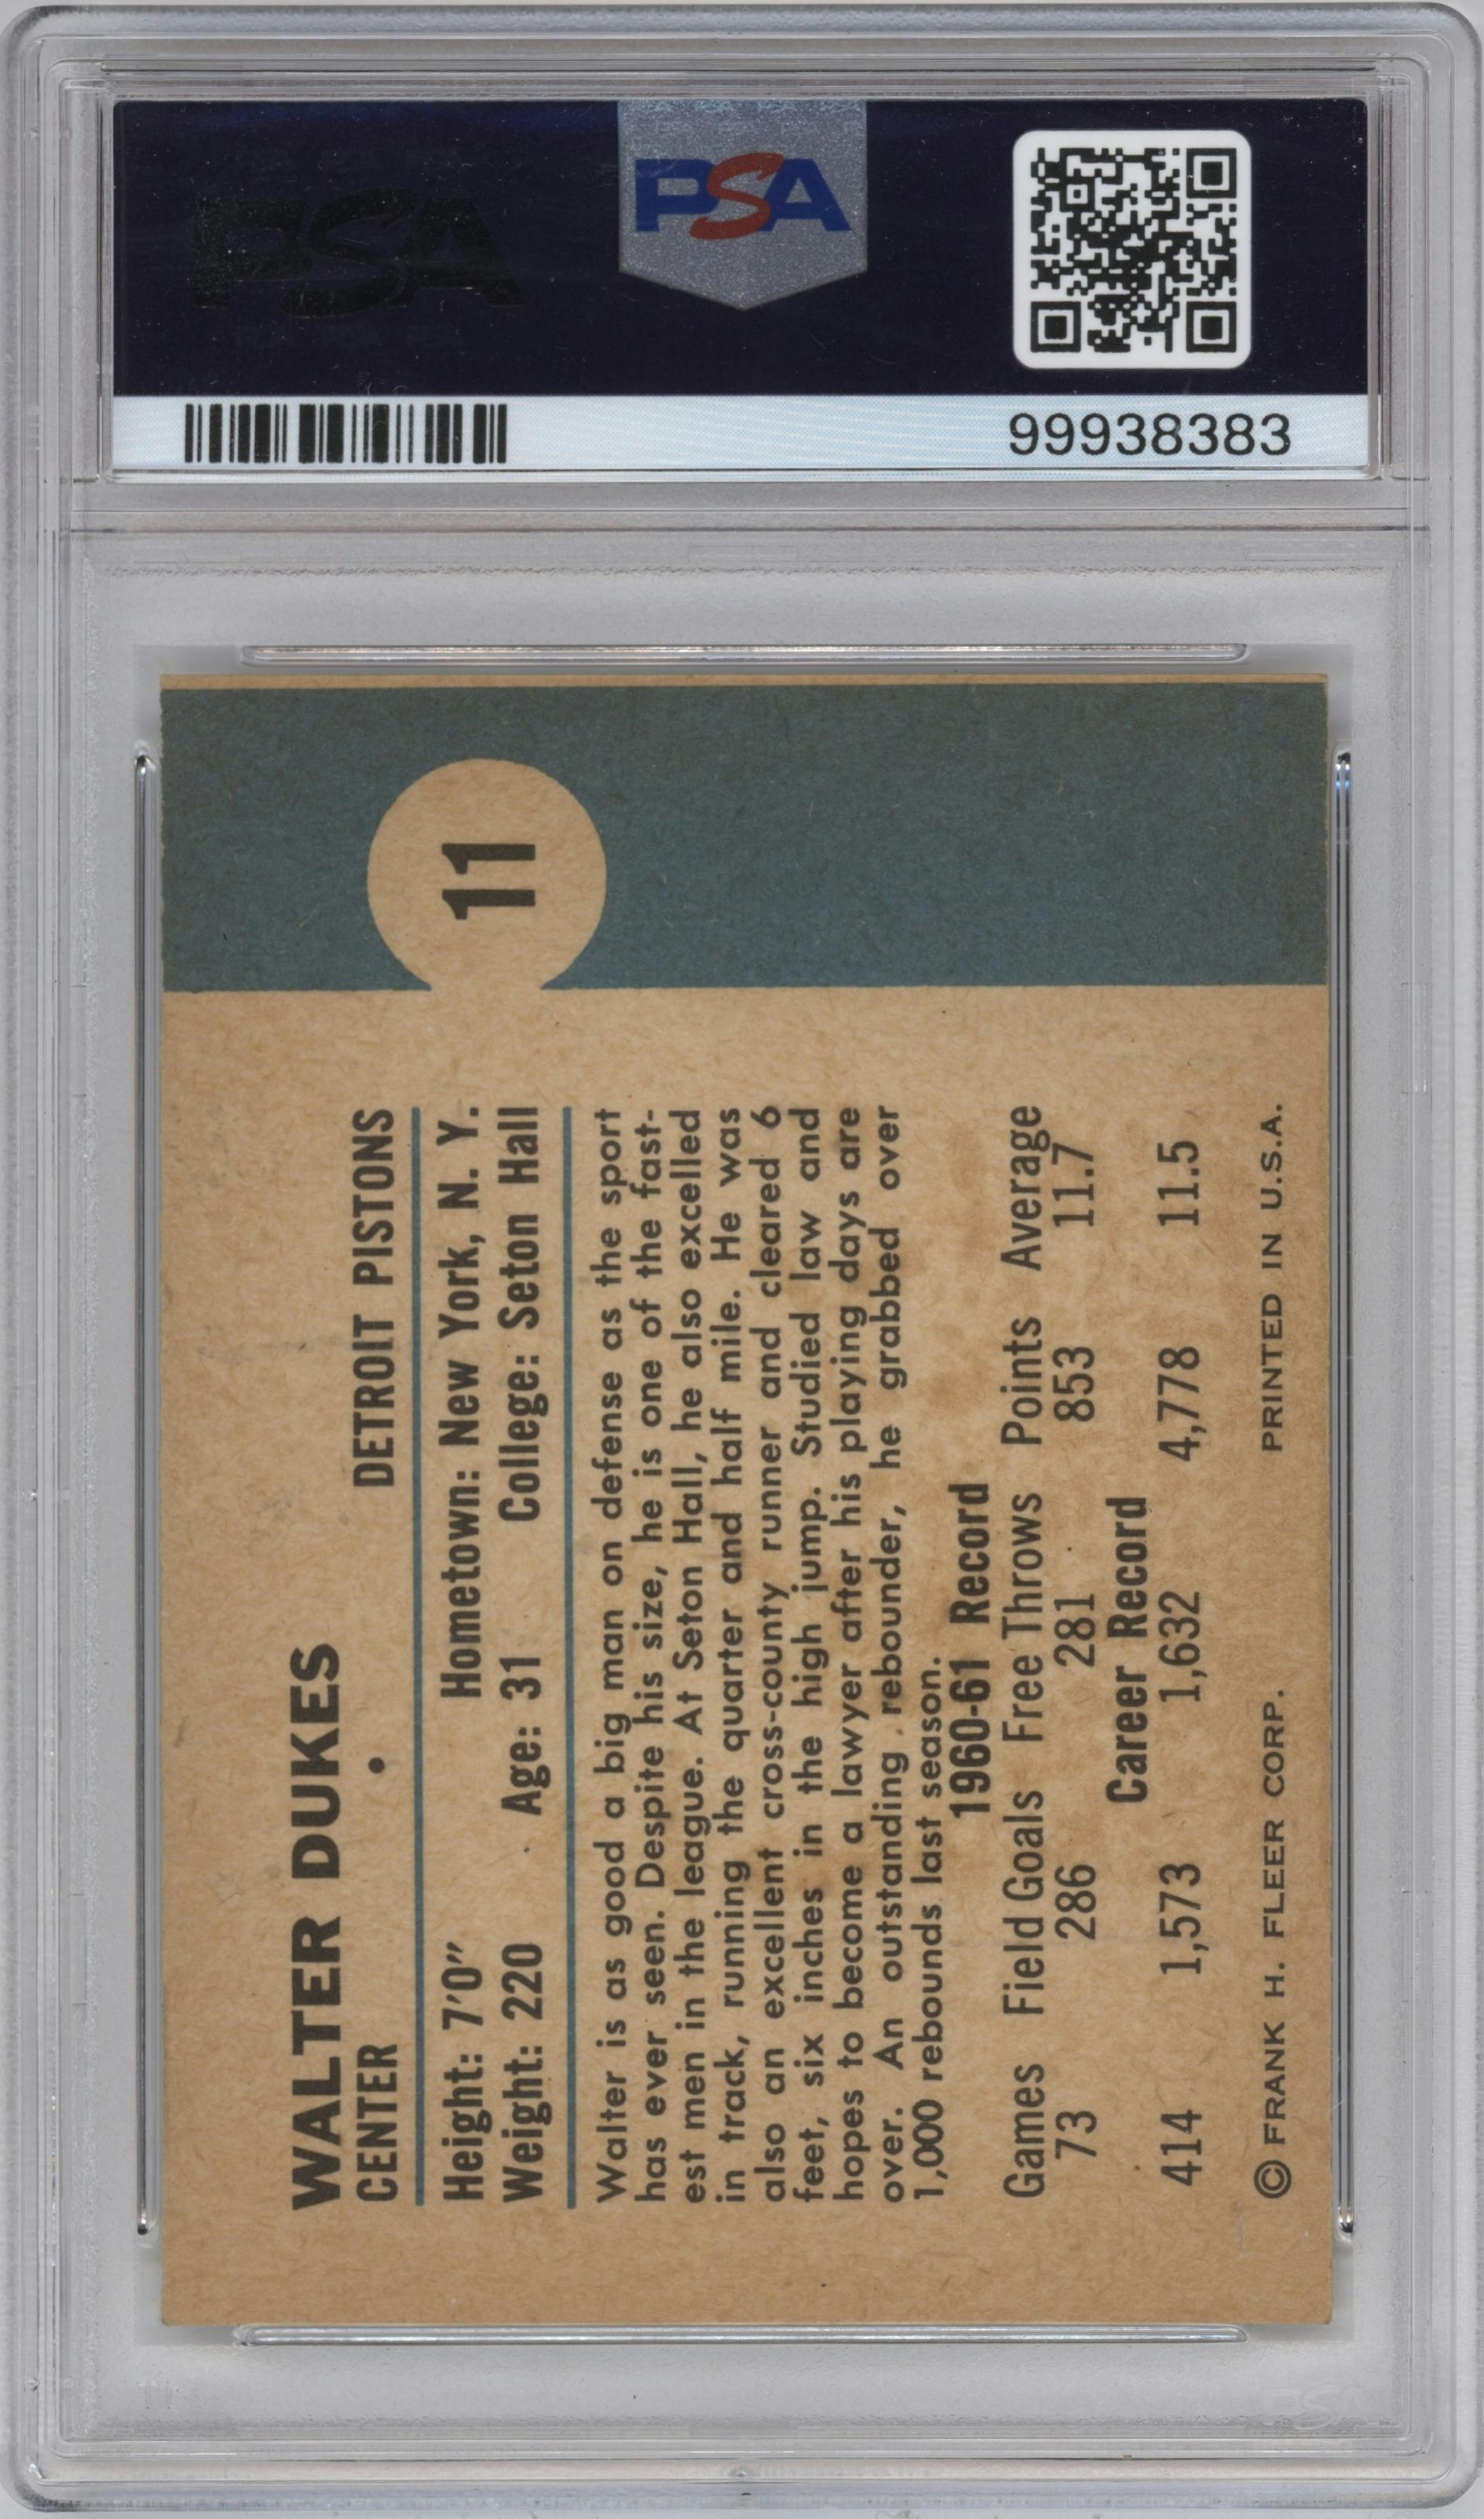 PSA
PSA
99938383
11
WALTER DUKES
CENTER • DETROIT PISTONS
Height: 7'0" Hometown: New York, N. Y.
Weight: 220 Age: 31 College: Seton Hall
Walter is as good a big man on defense as the sport
has ever seen. Despite his size, he is one of the fast-
est men in the league. At Seton Hall, he also excelled
in track, running the quarter and half mile. He was
also an excellent cross-county runner and cleared 6
feet, six inches in the high jump. Studied law and
hopes to become a lawyer after his playing days are
over. An outstanding rebounder, he grabbed over
1,000 rebounds last season.
1960-61 Record
Games Field Goals Free Throws Points Average
73 286 281 853 11.7
Career Record
414 1,573 1,632 4,778 11.5
© FRANK H. FLEER CORP. PRINTED IN U.S.A.
PSA